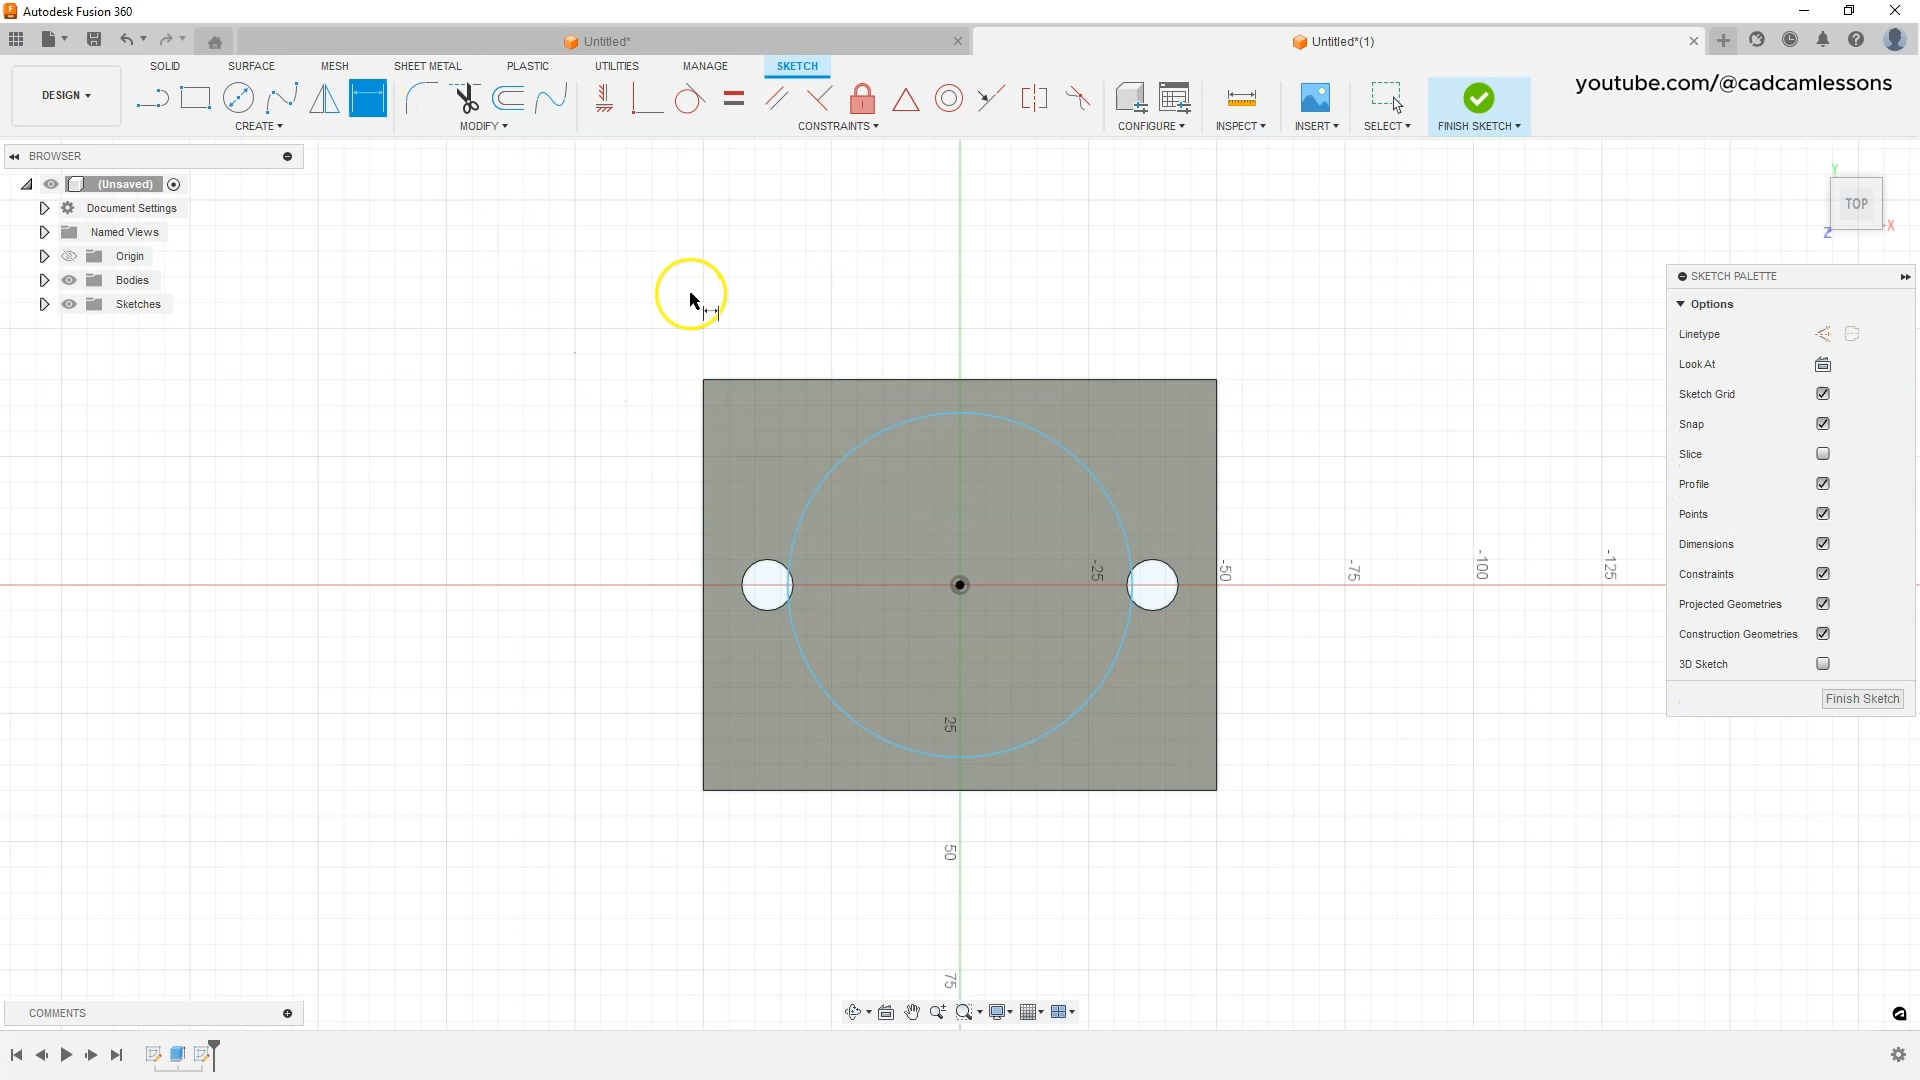 Autodesk Fusion 360
Untitled*
Untitled*(1)
SOLID SURFACE MESH SHEET METAL PLASTIC UTILITIES MANAGE SKETCH
youtube.com/@cadcamlessons
DESIGN
CREATE MODIFY CONSTRAINTS CONFIGURE INSPECT INSERT SELECT FINISH SKETCH
BROWSER
(Unsaved)
Document Settings
Named Views
Origin
Bodies
Sketches
Y
TOP
X
Z
SKETCH PALETTE
Options
Linetype
Look At
Sketch Grid
Snap
Slice
Profile
Points
Dimensions
Constraints
Projected Geometries
Construction Geometries
3D Sketch
Finish Sketch
-25
-50
-75
-100
-125
25
50
75
COMMENTS